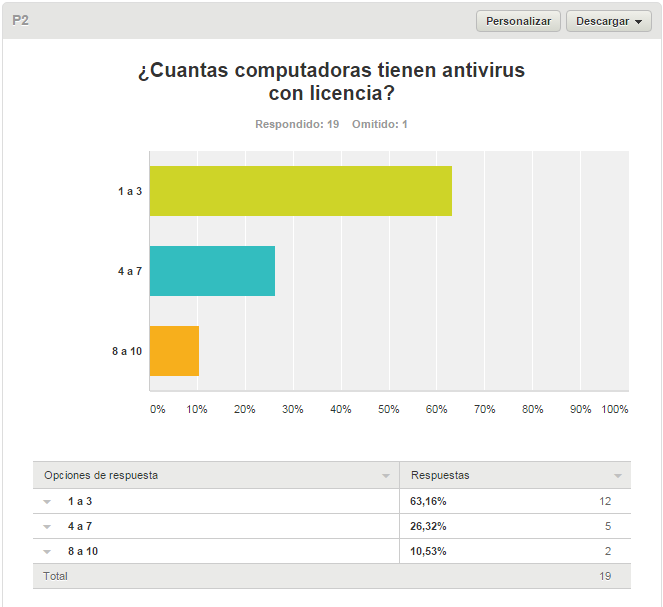 P2
Personalizar
Descargar
¿Cuantas computadoras tienen antivirus
con licencia?
Respondido: 19 Omitido: 1
1 a 3
4 a 7
8 a 10
0% 10% 20% 30% 40% 50% 60% 70% 80% 90% 100%
Opciones de respuesta Respuestas
1 a 3 63,16% 12
4 a 7 26,32% 5
8 a 10 10,53% 2
Total 19